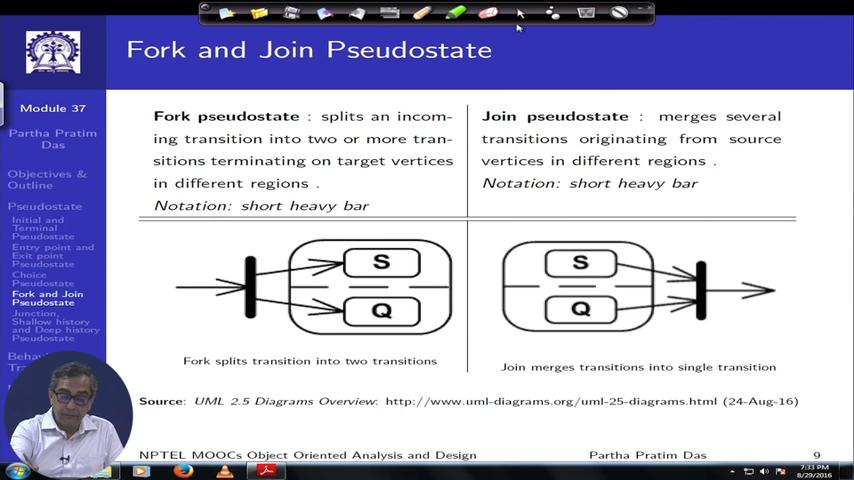 Fork and Join Pseudostate
Module 37
Partha Pratim
Das
Objectives &
Outline
Pseudostate
Initial and
Terminal
Pseudostate
Entry point and
Exit point
Pseudostate
Choice
Pseudostate
Fork and Join
Pseudostate
Junction,
Shallow history
and Deep history
Pseudostate
Fork pseudostate : splits an incom-
ing transition into two or more tran-
sitions terminating on target vertices
in different regions .
Notation: short heavy bar
Join pseudostate : merges several
transitions originating from source
vertices in different regions .
Notation: short heavy bar
S
Q
S
Q
Fork splits transition into two transitions
Join merges transitions into single transition
Source: UML 2.5 Diagrams Overview: http://www.uml-diagrams.org/uml-25-diagrams.html (24-Aug-16)
NPTEL MOOCs Object Oriented Analysis and Design
Partha Pratim Das
9
7:33 PM
8/29/2016